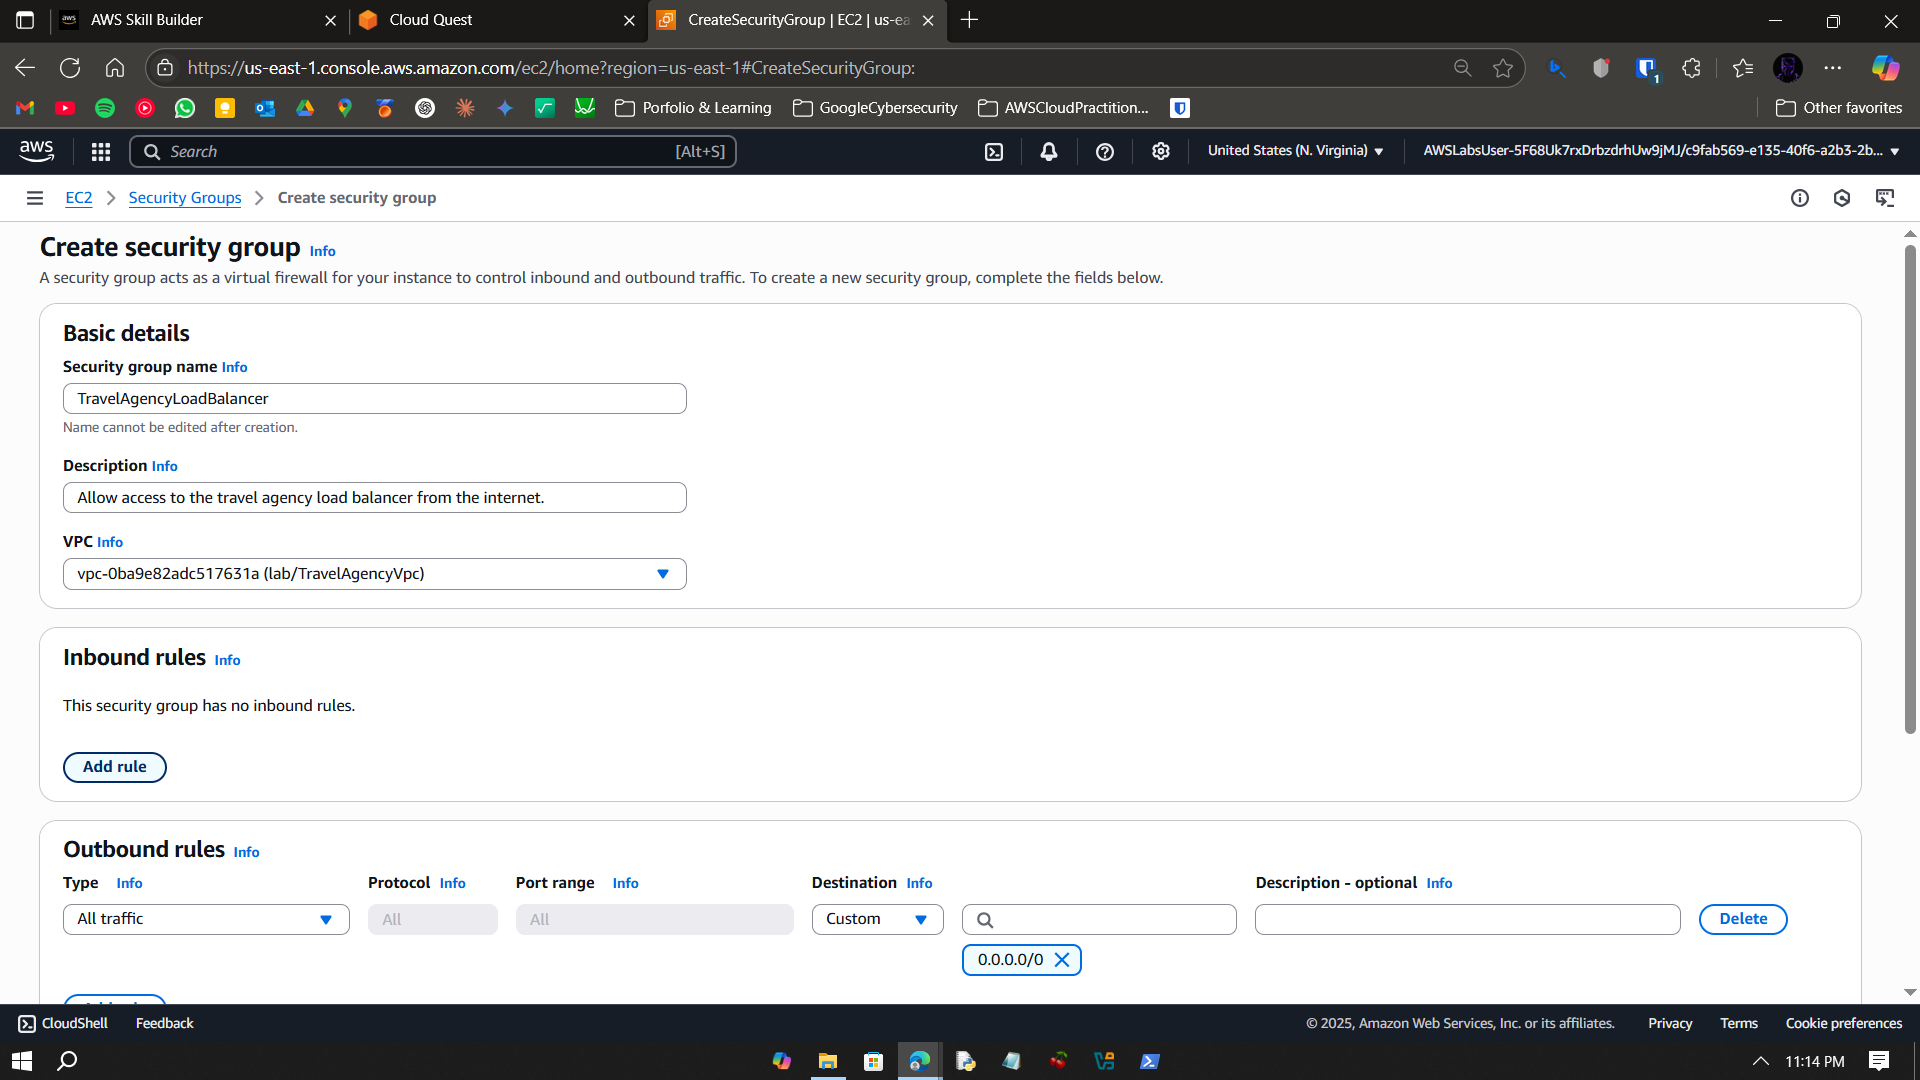 AWS Skill Builder
Cloud Quest
CreateSecurityGroup | EC2 | us-ea
https://us-east-1.console.aws.amazon.com/ec2/home?region=us-east-1#CreateSecurityGroup:
1
Porfolio & Learning
GoogleCybersecurity
AWSCloudPractition...
Other favorites
aws
Search
[Alt+S]
United States (N. Virginia)
AWSLabsUser-5F68Uk7rxDrbzdrhUw9jMJ/c9fab569-e135-40f6-a2b3-2b...
EC2
Security Groups
Create security group
Create security group Info
A security group acts as a virtual firewall for your instance to control inbound and outbound traffic. To create a new security group, complete the fields below.
Basic details
Security group name Info
TravelAgencyLoadBalancer
Name cannot be edited after creation.
Description Info
Allow access to the travel agency load balancer from the internet.
VPC Info
vpc-0ba9e82adc517631a (lab/TravelAgencyVpc)
Inbound rules Info
This security group has no inbound rules.
Add rule
Outbound rules Info
Type Info Protocol Info Port range Info Destination Info Description - optional Info
All traffic All All Custom Delete
0.0.0.0/0
CloudShell Feedback © 2025, Amazon Web Services, Inc. or its affiliates. Privacy Terms Cookie preferences
11:14 PM